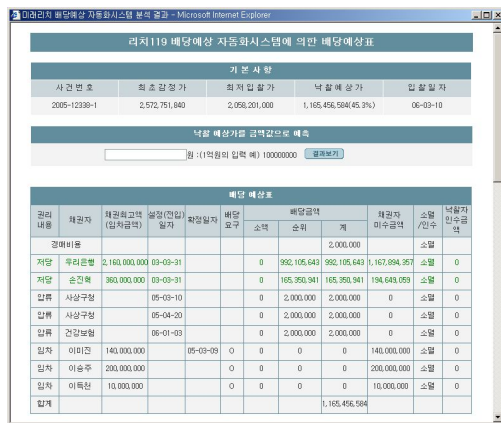 미래리치 배당예상 자동화시스템 분석 결과 - Microsoft Internet Explorer
리치119 배당예상 자동화시스템에 의한 배당예상표
기 본 사 항
사 건 번 호 최 초 감 정 가 최 저 입 찰 가 낙 찰 예 상 가 입 찰 일 자
2005-12338-1 2,572,751,840 2,058,201,000 1,165,456,584(45.3%) 06-03-10
낙찰 예상가를 금액값으로 예측
원 :(1억원의 입력 예) 100000000 결과보기
배당 예상표
권리내용 채권자 채권최고액(임차금액) 설정(전입)일자 확정일자 배당요구 배당금액 채권자미수금액 소멸/인수 낙찰자인수금액
소액 순위 계
경매비용 2,000,000 소멸
저당 우리은행 2,160,000,000 03-03-31 0 992,105,643 992,105,643 1,167,894,357 소멸 0
저당 손진혁 360,000,000 03-03-31 0 165,350,941 165,350,941 194,649,059 소멸 0
압류 사상구청 05-03-10 0 2,000,000 2,000,000 0 소멸 0
압류 사상구청 05-04-20 0 2,000,000 2,000,000 0 소멸 0
압류 건강보험 06-01-03 0 2,000,000 2,000,000 0 소멸 0
임차 이미진 140,000,000 05-03-09 O 0 0 0 140,000,000 소멸 0
임차 이승주 200,000,000 O 0 0 0 200,000,000 소멸 0
임차 이득천 10,000,000 O 0 0 0 10,000,000 소멸 0
합계 1,165,456,584